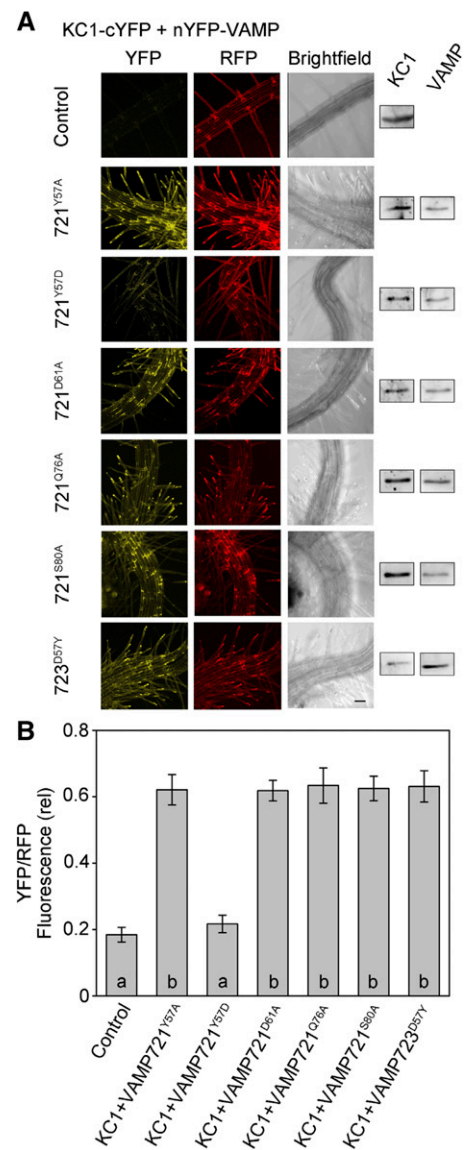 A
KC1-cYFP + nYFP-VAMP
YFP RFP Brightfield KC1 VAMP
Control
721Y57A
721Y57D
721D61A
721Q76A
721S80A
723D57Y
B
YFP/RFP
Fluorescence (rel)
0.8
0.6
0.4
0.2
0
a b a b b b b
Control
KC1+VAMP721Y57A
KC1+VAMP721Y57D
KC1+VAMP721D61A
KC1+VAMP721Q76A
KC1+VAMP721S80A
KC1+VAMP723D57Y